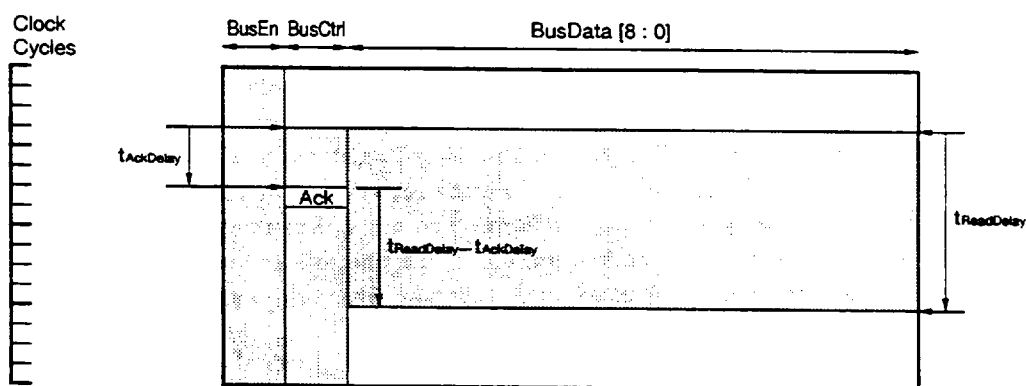 Clock
Cycles
BusEn BusCtrl BusData [8 : 0]
tAckDelay
Ack
tReadDelay – tAckDelay
tReadDelay